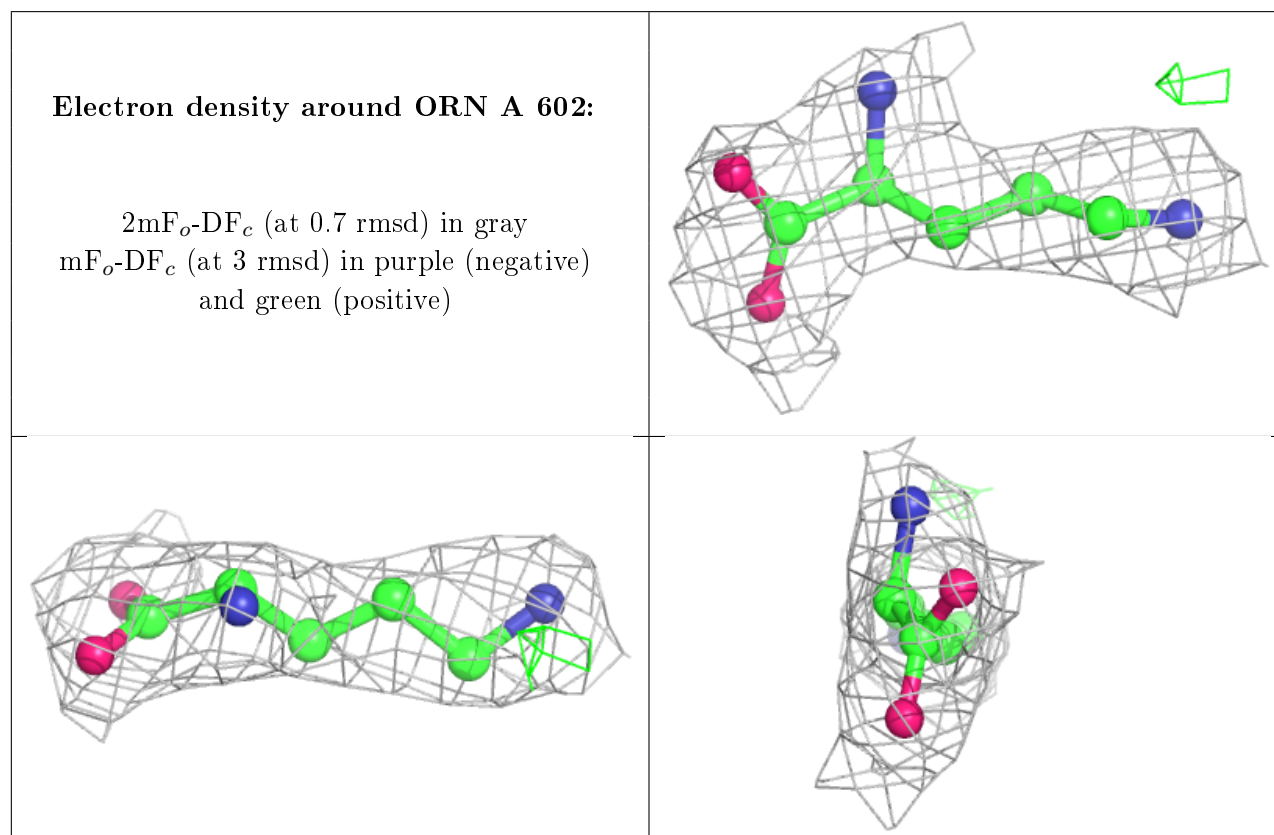 Electron density around ORN A 602:
2mFₒ-DF𝒸 (at 0.7 rmsd) in gray
mFₒ-DF𝒸 (at 3 rmsd) in purple (negative)
and green (positive)